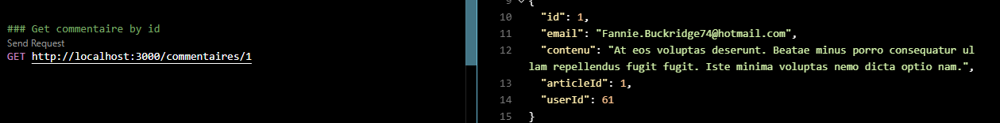 ### Get commentaire by id
Send Request
GET http://localhost:3000/commentaires/1
9 {
10 "id": 1,
11 "email": "Fannie.Buckridge74@hotmail.com",
12 "contenu": "At eos voluptas deserunt. Beatae minus porro consequatur ul
lam repellendus fugit fugit. Iste minima voluptas nemo dicta optio nam.",
13 "articleId": 1,
14 "userId": 61
15 }